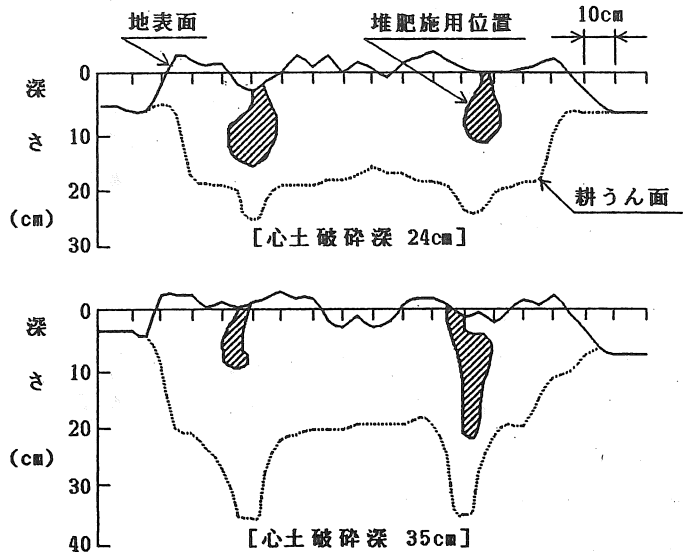 地表面
堆肥施用位置
10cm
0
10
20
30
深さ
(cm)
耕うん面
[心土破砕深 24cm]
0
10
20
30
40
深さ
(cm)
[心土破砕深 35cm]